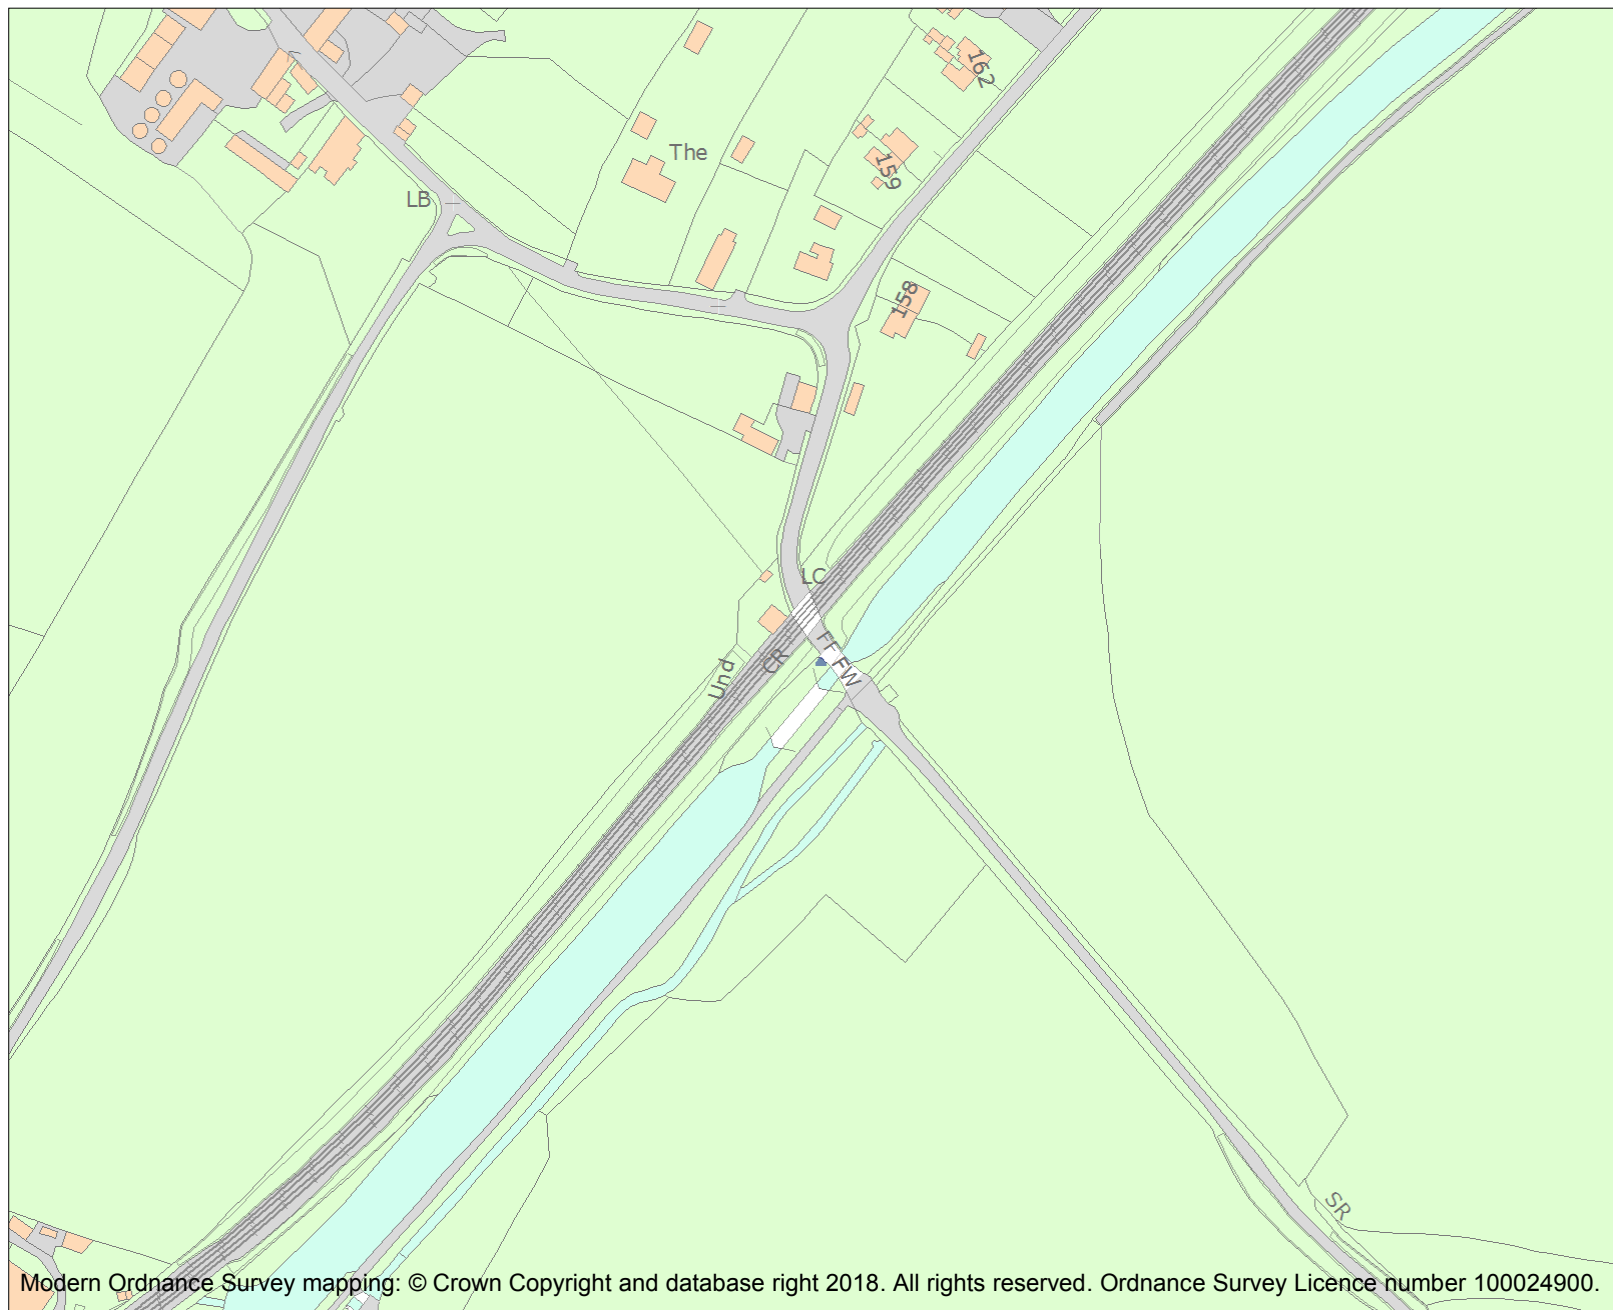 162
The
159
LB
158
LC
FF
FW
CR
Und
SR
Modern Ordnance Survey mapping: © Crown Copyright and database right 2018. All rights reserved. Ordnance Survey Licence number 100024900.